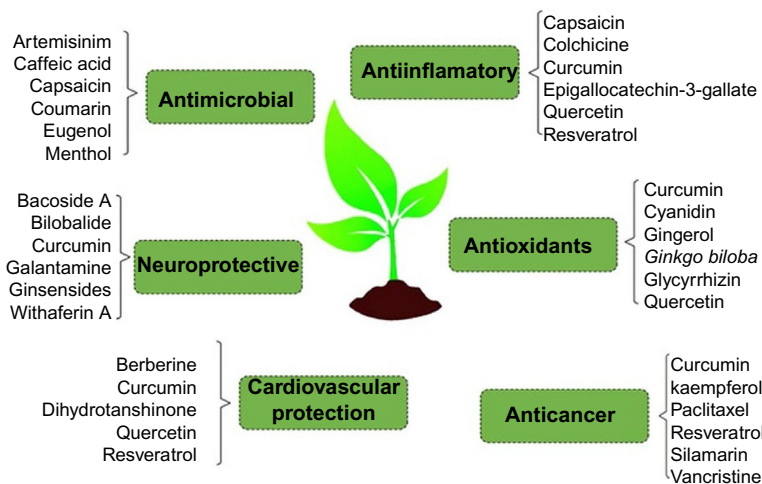 Artemisinim
Caffeic acid
Capsaicin
Coumarin
Eugenol
Menthol
Antimicrobial
Antiinflamatory
Capsaicin
Colchicine
Curcumin
Epigallocatechin-3-gallate
Quercetin
Resveratrol
Bacoside A
Bilobalide
Curcumin
Galantamine
Ginsensides
Withaferin A
Neuroprotective
Antioxidants
Curcumin
Cyanidin
Gingerol
Ginkgo biloba
Glycyrrhizin
Quercetin
Berberine
Curcumin
Dihydrotanshinone
Quercetin
Resveratrol
Cardiovascular
protection
Anticancer
Curcumin
kaempferol
Paclitaxel
Resveratrol
Silamarin
Vancristine